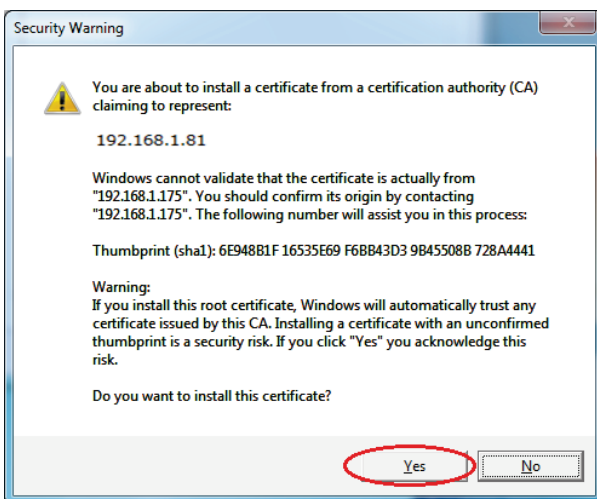 Security Warning
You are about to install a certificate from a certification authority (CA)
claiming to represent:
192.168.1.81
Windows cannot validate that the certificate is actually from
"192.168.1.175". You should confirm its origin by contacting
"192.168.1.175". The following number will assist you in this process:
Thumbprint (sha1): 6E948B1F 16535E69 F6BB43D3 9B45508B 728A4441
Warning:
If you install this root certificate, Windows will automatically trust any
certificate issued by this CA. Installing a certificate with an unconfirmed
thumbprint is a security risk. If you click "Yes" you acknowledge this
risk.
Do you want to install this certificate?
Yes No